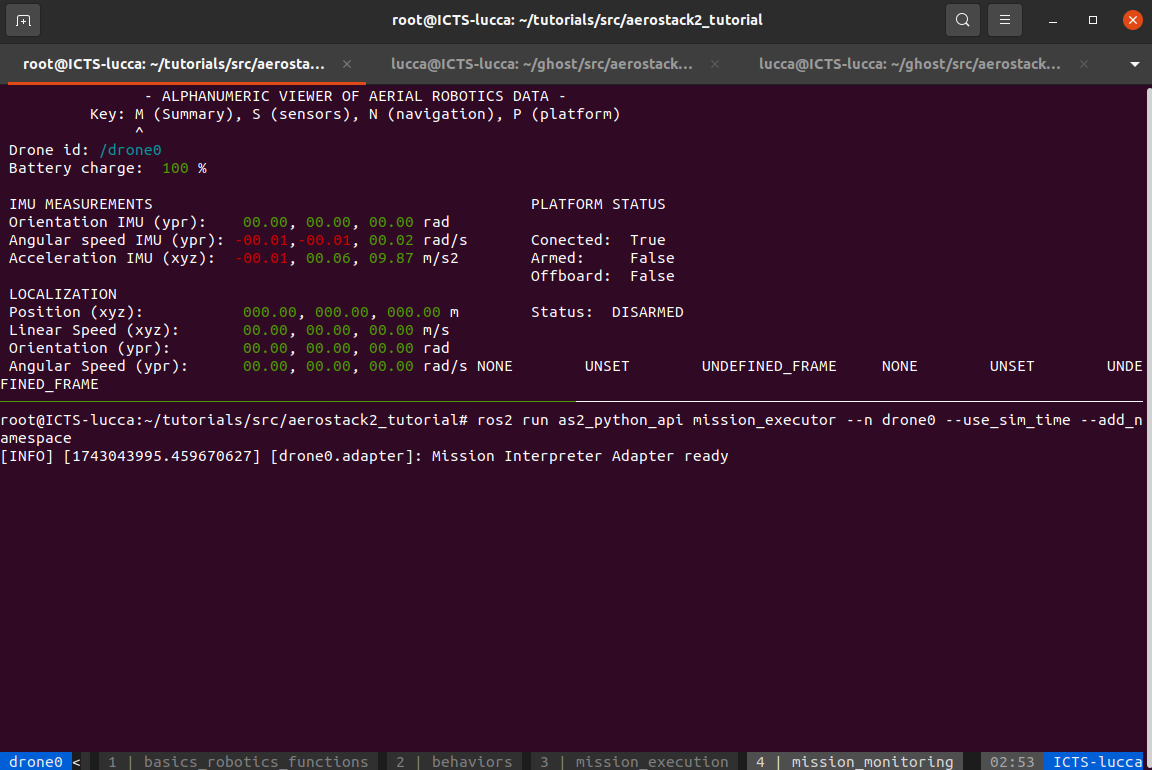 root@ICTS-lucca: ~/tutorials/src/aerostack2_tutorial
root@ICTS-lucca: ~/tutorials/src/aerosta...
lucca@ICTS-lucca: ~/ghost/src/aerostack...
lucca@ICTS-lucca: ~/ghost/src/aerostack...
- ALPHANUMERIC VIEWER OF AERIAL ROBOTICS DATA -
Key: M (Summary), S (sensors), N (navigation), P (platform)
^
Drone id: /drone0
Battery charge: 100 %
IMU MEASUREMENTS PLATFORM STATUS
Orientation IMU (ypr): 00.00, 00.00, 00.00 rad
Angular speed IMU (ypr): -00.01,-00.01, 00.02 rad/s Conected: True
Acceleration IMU (xyz): -00.01, 00.06, 09.87 m/s2 Armed: False
Offboard: False
LOCALIZATION
Position (xyz): 000.00, 000.00, 000.00 m Status: DISARMED
Linear Speed (xyz): 00.00, 00.00, 00.00 m/s
Orientation (ypr): 00.00, 00.00, 00.00 rad
Angular Speed (ypr): 00.00, 00.00, 00.00 rad/s NONE UNSET UNDEFINED_FRAME NONE UNSET UNDE
FINED_FRAME
root@ICTS-lucca:~/tutorials/src/aerostack2_tutorial# ros2 run as2_python_api mission_executor --n drone0 --use_sim_time --add_n
amespace
[INFO] [1743043995.459670627] [drone0.adapter]: Mission Interpreter Adapter ready
drone0 < 1 | basics_robotics_functions 2 | behaviors 3 | mission_execution 4 | mission_monitoring 02:53 ICTS-lucca